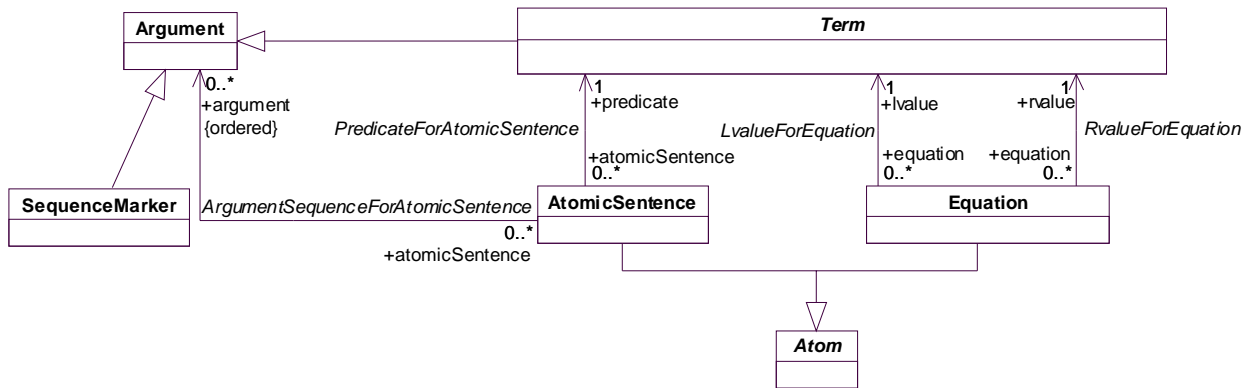 Argument
Term
0..*
+argument
{ordered}
1
+predicate
1
+lvalue
1
+rvalue
PredicateForAtomicSentence
LvalueForEquation
RvalueForEquation
+atomicSentence
0..*
+equation
0..*
+equation
0..*
SequenceMarker
ArgumentSequenceForAtomicSentence
AtomicSentence
Equation
0..*
+atomicSentence
Atom